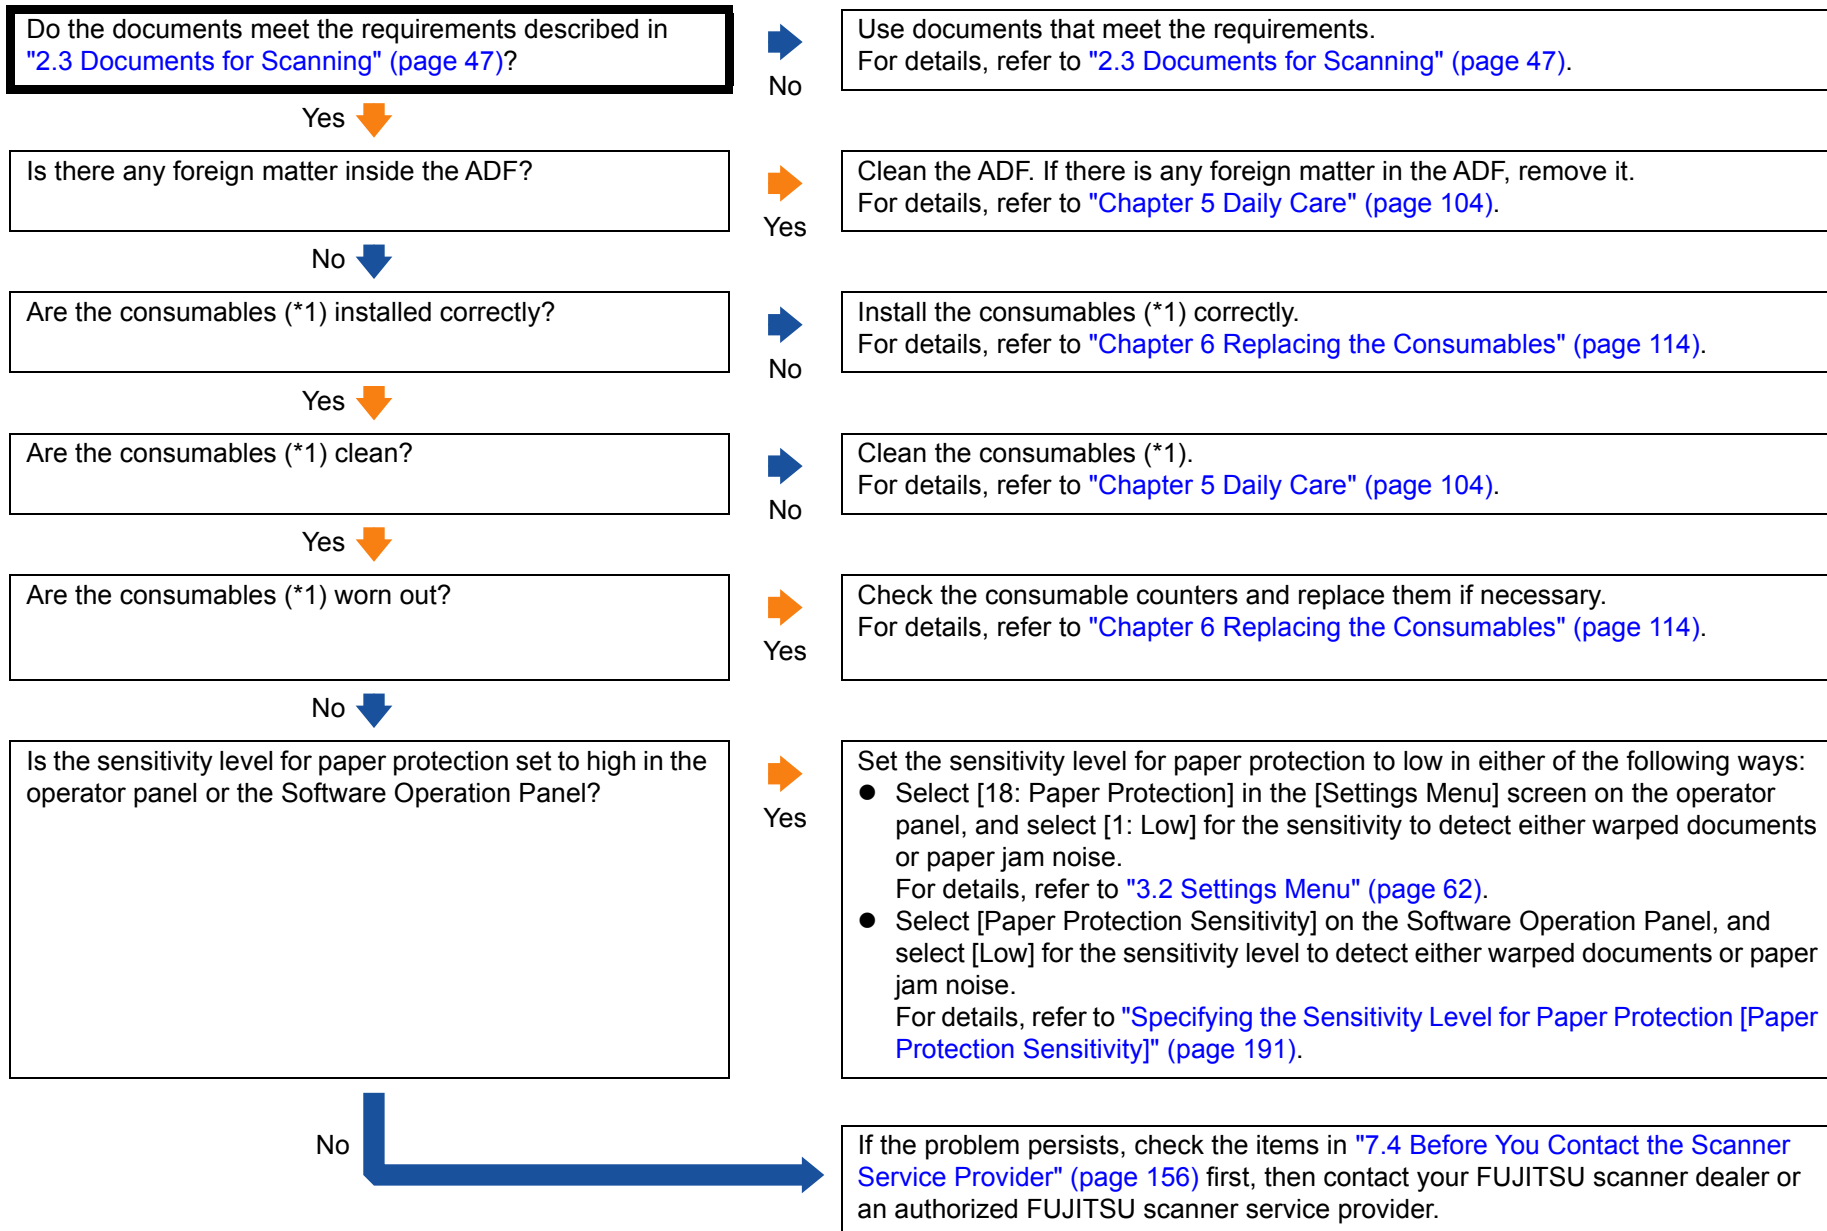 Do the documents meet the requirements described in
"2.3 Documents for Scanning" (page 47)?
No
Use documents that meet the requirements.
For details, refer to "2.3 Documents for Scanning" (page 47).
Yes
Is there any foreign matter inside the ADF?
Yes
Clean the ADF. If there is any foreign matter in the ADF, remove it.
For details, refer to "Chapter 5 Daily Care" (page 104).
No
Are the consumables (*1) installed correctly?
No
Install the consumables (*1) correctly.
For details, refer to "Chapter 6 Replacing the Consumables" (page 114).
Yes
Are the consumables (*1) clean?
No
Clean the consumables (*1).
For details, refer to "Chapter 5 Daily Care" (page 104).
Yes
Are the consumables (*1) worn out?
Yes
Check the consumable counters and replace them if necessary.
For details, refer to "Chapter 6 Replacing the Consumables" (page 114).
No
Is the sensitivity level for paper protection set to high in the
operator panel or the Software Operation Panel?
Yes
Set the sensitivity level for paper protection to low in either of the following ways:
● Select [18: Paper Protection] in the [Settings Menu] screen on the operator
panel, and select [1: Low] for the sensitivity to detect either warped documents
or paper jam noise.
For details, refer to "3.2 Settings Menu" (page 62).
● Select [Paper Protection Sensitivity] on the Software Operation Panel, and
select [Low] for the sensitivity level to detect either warped documents or paper
jam noise.
For details, refer to "Specifying the Sensitivity Level for Paper Protection [Paper
Protection Sensitivity]" (page 191).
No
If the problem persists, check the items in "7.4 Before You Contact the Scanner
Service Provider" (page 156) first, then contact your FUJITSU scanner dealer or
an authorized FUJITSU scanner service provider.